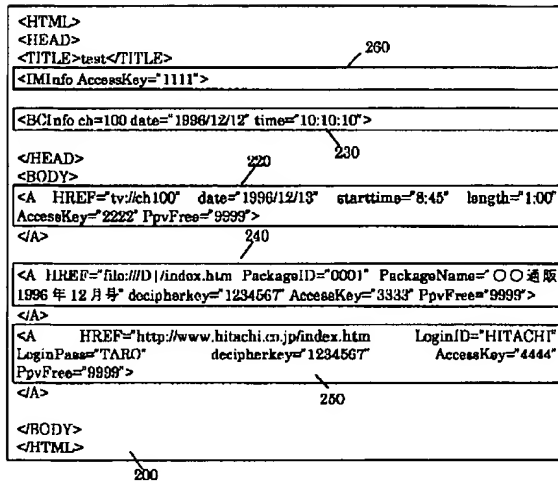 <HTML>
<HEAD>
<TITLE>test</TITLE>
260
<IMInfo AccessKey="1111">
<BCInfo ch=100 date="1996/12/12" time="10:10:10">
230
</HEAD>
220
<BODY>
<A HREF="tv://ch100" date="1996/12/13" starttime="8:45" length="1:00"
AccessKey="2222" PpvFree="9999">
</A>
240
<A HREF="file:///D|/index.htm PackageID="0001" PackageName="〇〇通販
1996年12月号" decipherkey="1234567" AccessKey="3333" PpvFree="9999">
</A>
<A HREF="http://www.hitachi.co.jp/index.htm LoginID="HITACHI"
LoginPass="TARO" decipherkey="1234567" AccessKey="4444"
PpvFree="9999">
250
</A>
</BODY>
</HTML>
200